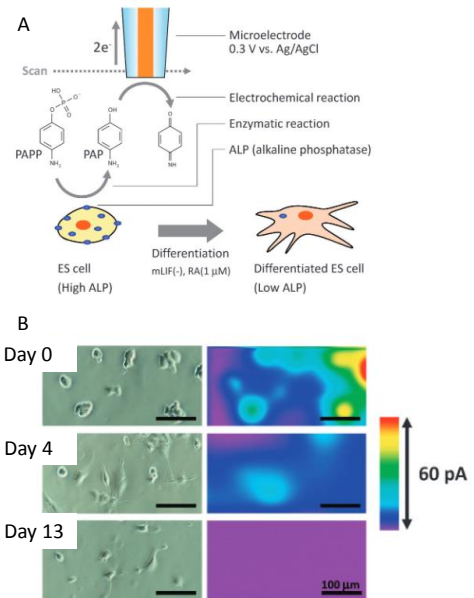 A
2e⁻
Microelectrode
0.3 V vs. Ag/AgCl
Scan
Electrochemical reaction
HO O⁻
P
O O
OH
O
Enzymatic reaction
PAPP
NH₂
PAP
NH₂
NH
ALP (alkaline phosphatase)
ES cell
(High ALP)
Differentiation
mLIF(-), RA(1 μM)
Differentiated ES cell
(Low ALP)
B
Day 0
Day 4
60 pA
Day 13
100 μm